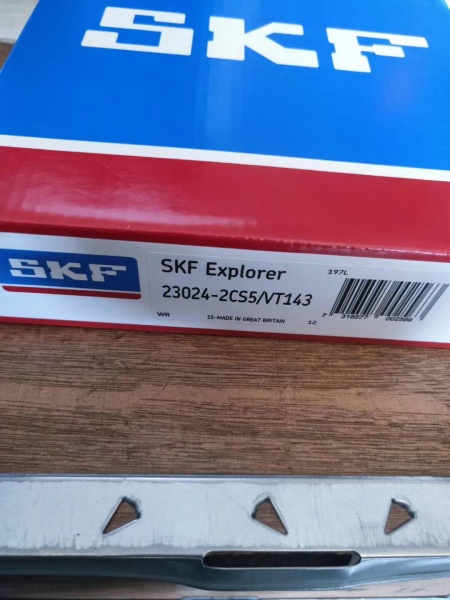 SKF
SKF
SKF Explorer
197L
23024-2CS5/VT143
WR
15-MADE IN GREAT BRITAIN
12